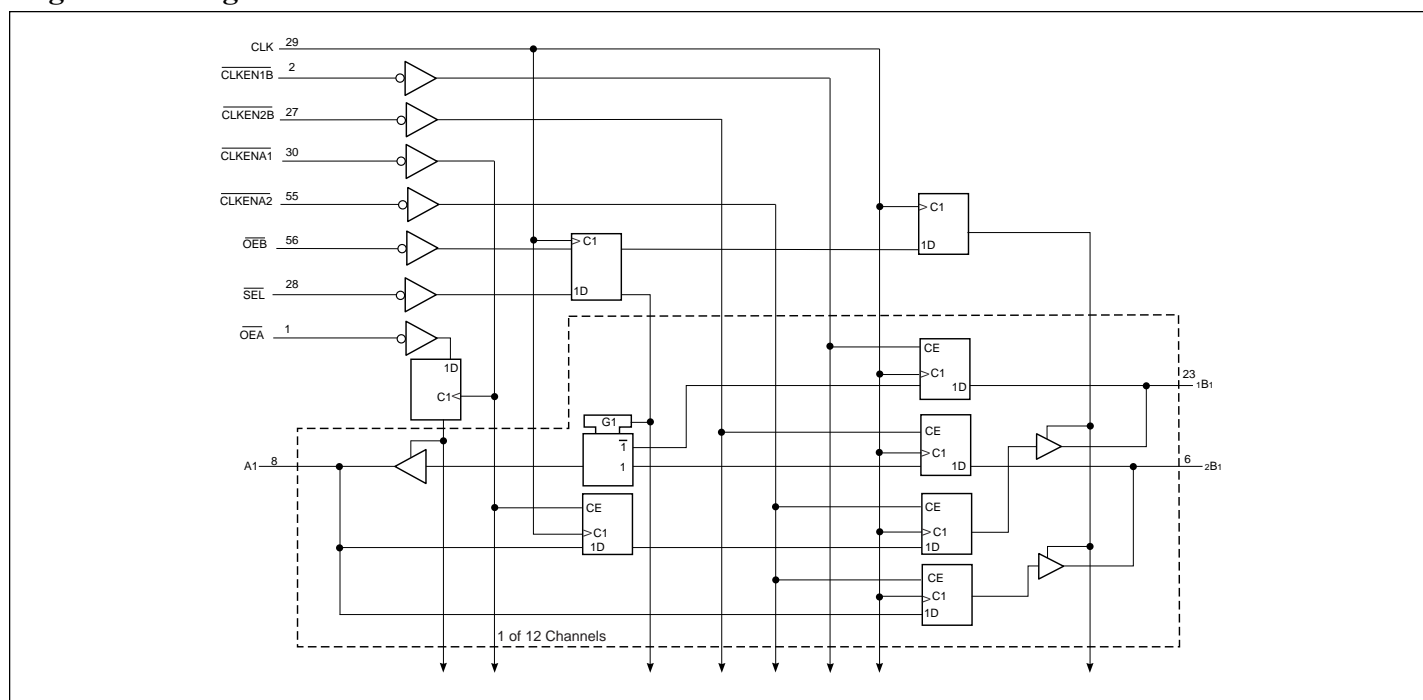 CLK 29
CLKEN1B 2
CLKEN2B 27
CLKENA1 30
CLKENA2 55
C1
1D
OEB 56
C1
1D
SEL 28
OEA 1
1D
C1
CE
C1
1D
23 1B1
G1
1
1
CE
C1
1D
A1 8
6 2B1
CE
C1
1D
CE
C1
1D
CE
C1
1D
1 of 12 Channels